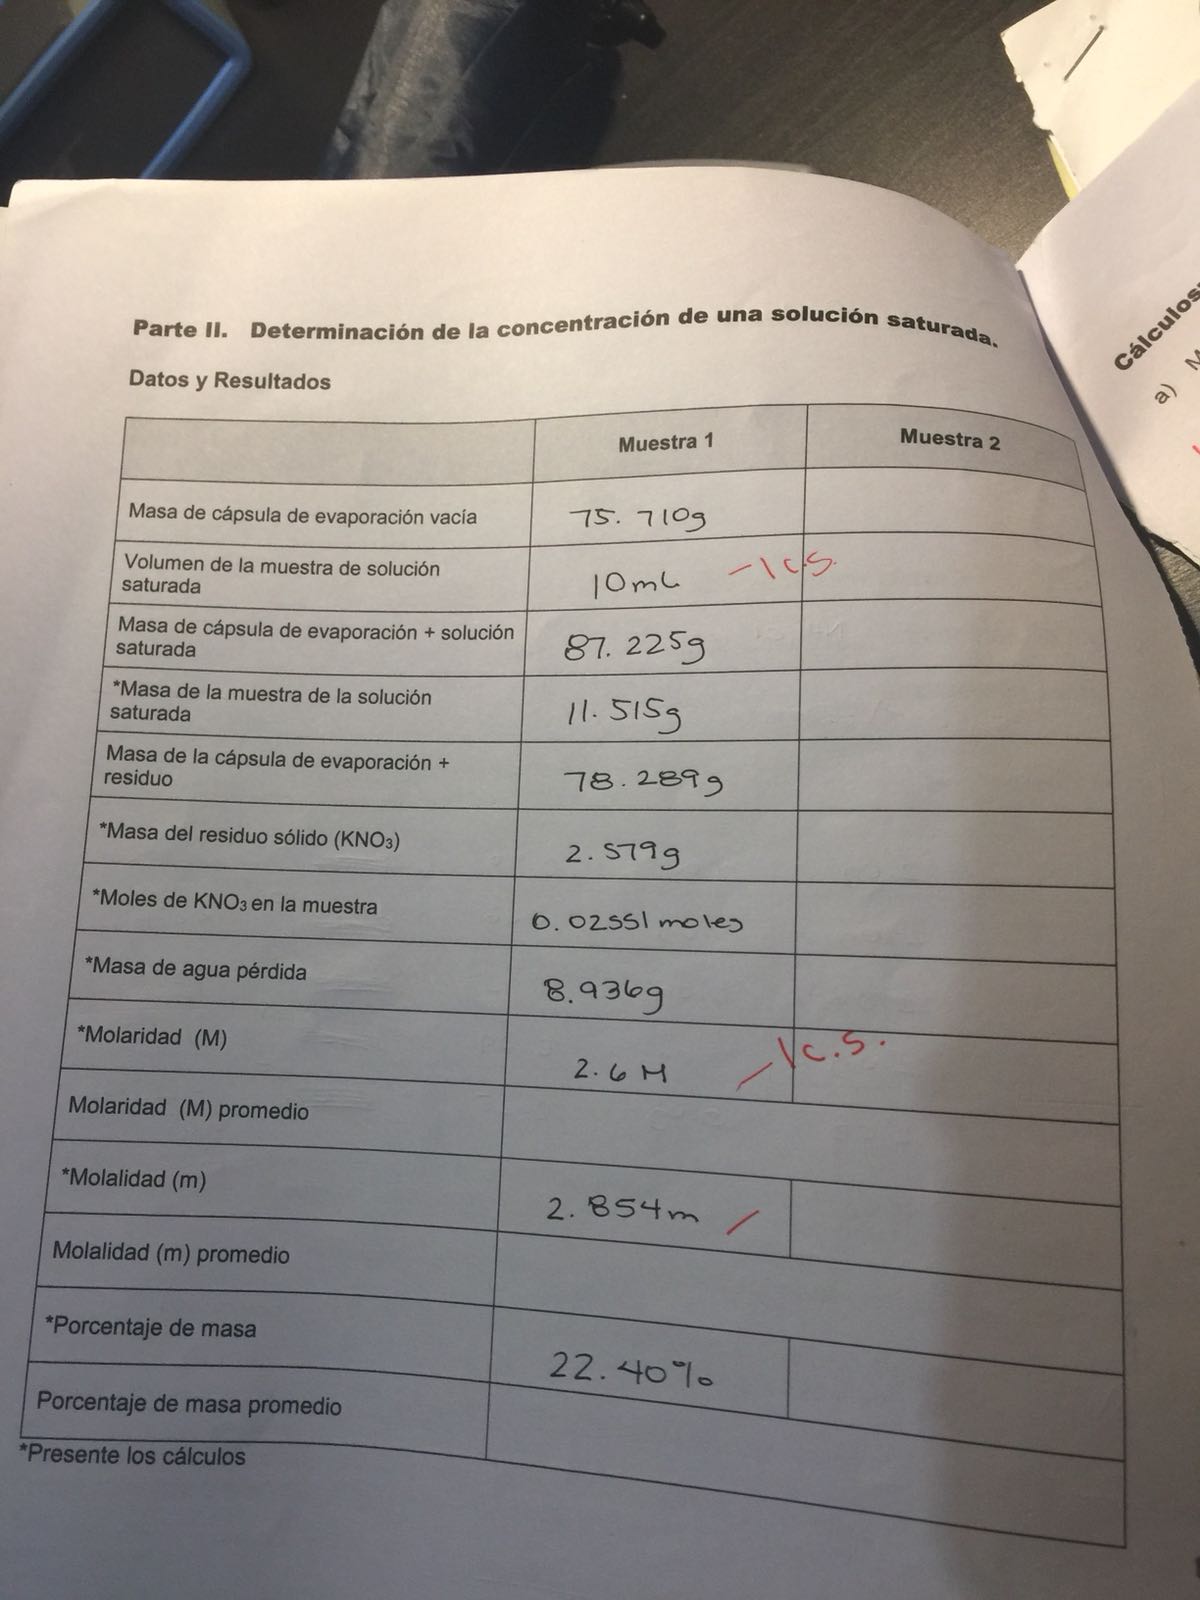 Parte II. Determinación de la concentración de una solución saturada.
Datos y Resultados
Muestra 1 Muestra 2
Masa de cápsula de evaporación vacía 75.710g
Volumen de la muestra de solución
saturada 10mL -1 c.s.
Masa de cápsula de evaporación + solución
saturada 87.225g
*Masa de la muestra de la solución
saturada 11.515g
Masa de la cápsula de evaporación +
residuo 78.289g
*Masa del residuo sólido (KNO3) 2.579g
*Moles de KNO3 en la muestra 0.02551 moles
*Masa de agua pérdida 8.936g
*Molaridad (M) 2.6 M -1 c.s.
Molaridad (M) promedio
*Molalidad (m) 2.854m
Molalidad (m) promedio
*Porcentaje de masa 22.40%
Porcentaje de masa promedio
*Presente los cálculos
Cálculos
a) M